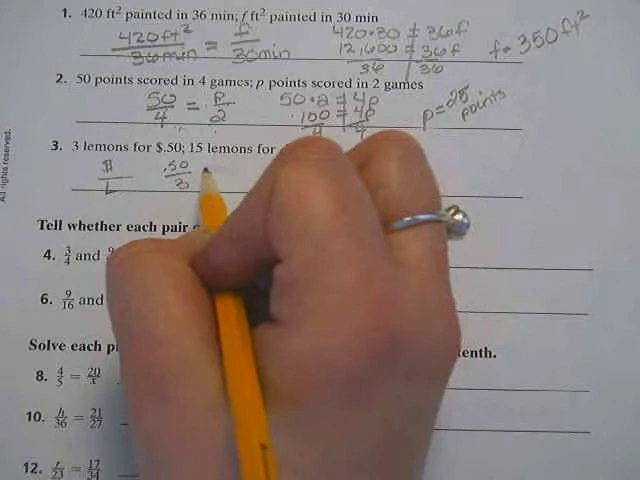 1. 420 ft² painted in 36 min; f ft² painted in 30 min
420ft² / 36min = f / 30min
420·30 = 36f
12,600 = 36f
36 36
f = 350 ft²
2. 50 points scored in 4 games; p points scored in 2 games
50/4 = p/2
50·2 = 4p
100 = 4p
4 4
p = 25 points
3. 3 lemons for $.50; 15 lemons for
$/L .50/3
All rights reserved.
Tell whether each pair
4. 3/4 and
6. 9/16 and
Solve each enth.
8. 4/5 = 20/x
10. h/36 = 21/27
12. r/23 = 17/34